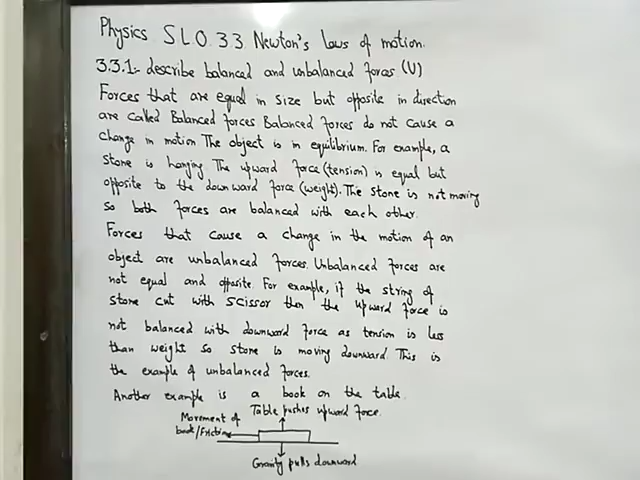 Physics SLO.3.3 Newton's laws of motion.
3.3.1:- describe balanced and unbalanced forces (U)
Forces that are equal in size but opposite in direction
are called Balanced forces Balanced forces do not cause a
change in motion The object is in equilibrium. For example, a
stone is hanging The upward force (tension) is equal but
opposite to the downward force (weight). The stone is not moving
so both forces are balanced with each other.
Forces that cause a change in the motion of an
object are unbalanced forces. Unbalanced forces are
not equal and opposite. For example, if the string of
stone cut with scissor then the upward force is
not balanced with downward force as tension is less
than weight so stone is moving downward. This is
the example of unbalanced forces.
Another example is a book on the table.
Movement of
book/friction
Table pushes upward force.
Gravity pulls downward